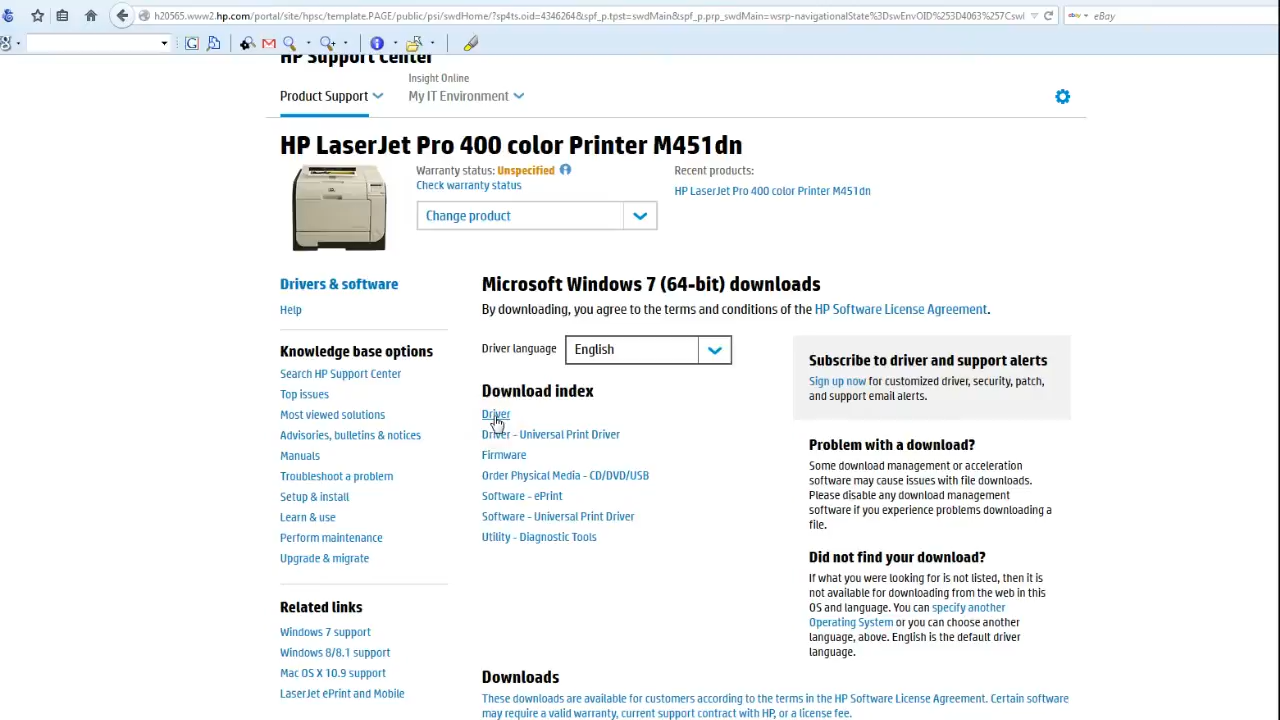 h20565.www2.hp.com/portal/site/hpsc/template.PAGE/public/psi/swdHome/?sp4ts.oid=4346264&spf_p.tpst=swdMain&spf_p.prp_swdMain=wsrp-navigationalState%3DswEnvOID%253D4063%257Cswl
eBay
HP Support Center
Insight Online
Product Support
My IT Environment
HP LaserJet Pro 400 color Printer M451dn
Warranty status: Unspecified
Recent products:
Check warranty status
HP LaserJet Pro 400 color Printer M451dn
Change product
Drivers & software
Microsoft Windows 7 (64-bit) downloads
Help
By downloading, you agree to the terms and conditions of the HP Software License Agreement.
Driver language
English
Knowledge base options
Search HP Support Center
Top issues
Most viewed solutions
Advisories, bulletins & notices
Manuals
Troubleshoot a problem
Setup & install
Learn & use
Perform maintenance
Upgrade & migrate
Related links
Windows 7 support
Windows 8/8.1 support
Mac OS X 10.9 support
LaserJet ePrint and Mobile
Download index
Driver
Driver - Universal Print Driver
Firmware
Order Physical Media - CD/DVD/USB
Software - ePrint
Software - Universal Print Driver
Utility - Diagnostic Tools
Subscribe to driver and support alerts
Sign up now for customized driver, security, patch,
and support email alerts.
Problem with a download?
Some download management or acceleration
software may cause issues with file downloads.
Please disable any download management
software if you experience problems downloading a
file.
Did not find your download?
If what you were looking for is not listed, then it is
not available for downloading from the web in this
OS and language. You can specify another
Operating System or you can choose another
language, above. English is the default driver
language.
Downloads
These downloads are available for customers according to the terms in the HP Software License Agreement. Certain software
may require a valid warranty, current support contract with HP, or a license fee.